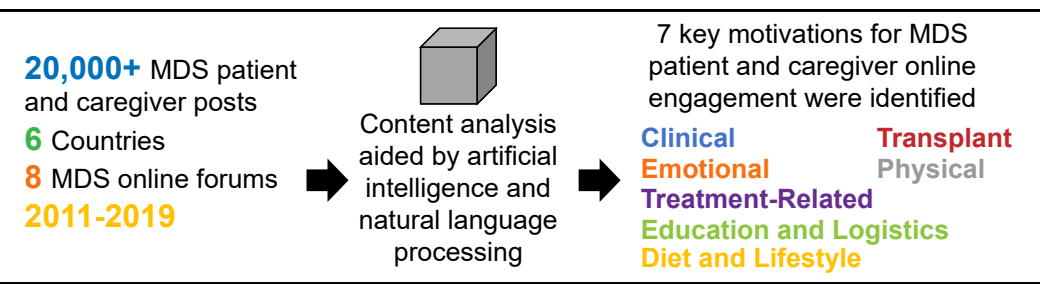 20,000+ MDS patient
and caregiver posts
6 Countries
8 MDS online forums
2011-2019
Content analysis
aided by artificial
intelligence and
natural language
processing
7 key motivations for MDS
patient and caregiver online
engagement were identified
Clinical
Transplant
Emotional
Physical
Treatment-Related
Education and Logistics
Diet and Lifestyle